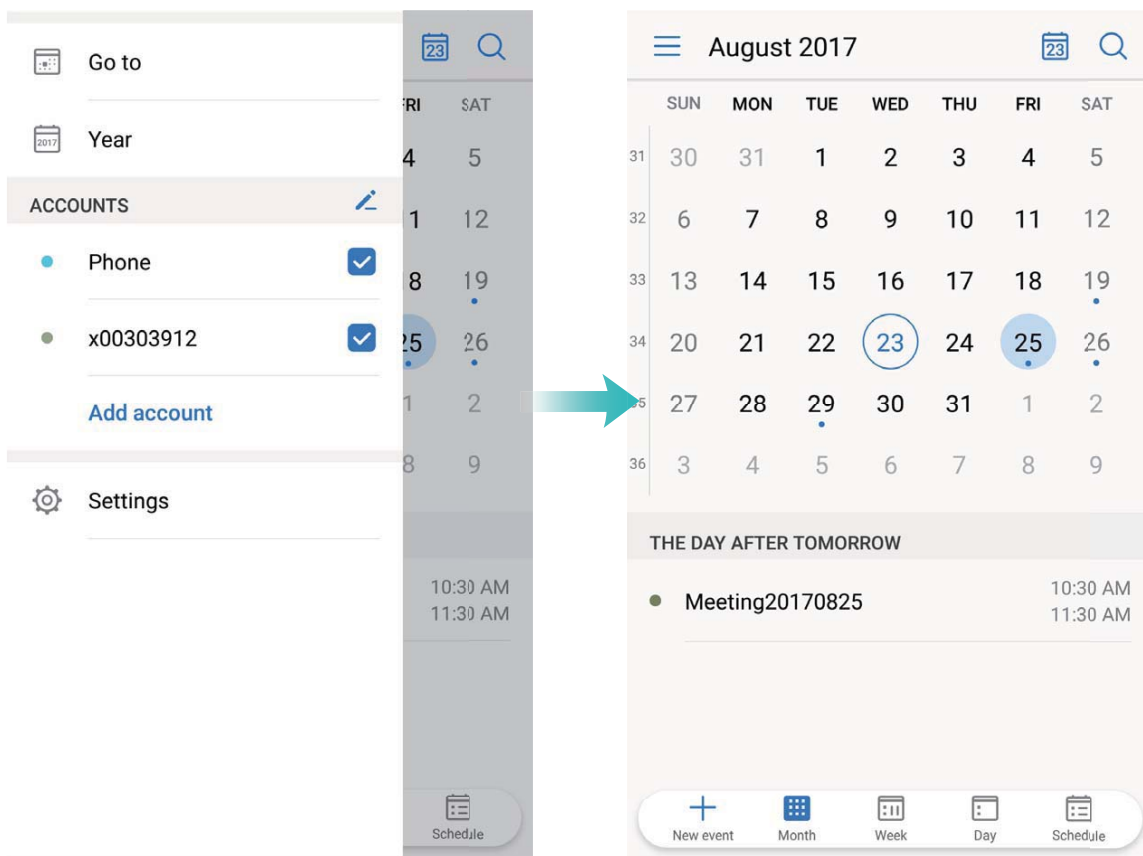 23
Go to
FRI SAT
2017 Year
4 5
ACCOUNTS
1 12
Phone
8 19
x00303912
25 26
Add account
1 2
8 9
Settings
10:30 AM
11:30 AM
Schedule
August 2017 23
SUN MON TUE WED THU FRI SAT
31 30 31 1 2 3 4 5
32 6 7 8 9 10 11 12
33 13 14 15 16 17 18 19
34 20 21 22 23 24 25 26
5 27 28 29 30 31 1 2
36 3 4 5 6 7 8 9
THE DAY AFTER TOMORROW
10:30 AM
Meeting20170825
11:30 AM
New event Month Week Day Schedule